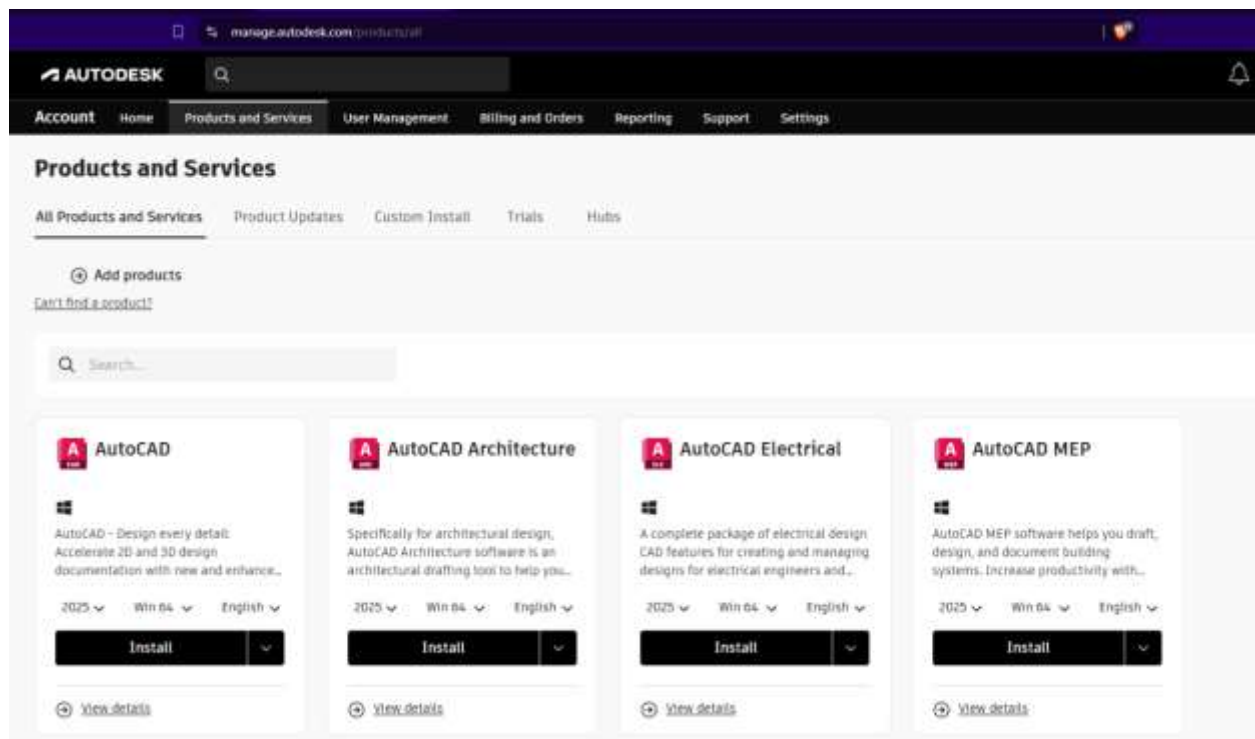 manage.autodesk.com/products/all
AUTODESK
Account Home Products and Services User Management Billing and Orders Reporting Support Settings
Products and Services
All Products and Services Product Updates Custom Install Trials Hubs
Add products
Can't find a product?
Search...
AutoCAD
AutoCAD – Design every detail:
Accelerate 2D and 3D design
documentation with new and enhance...
2025 Win 64 English
Install
View details
AutoCAD Architecture
Specifically for architectural design,
AutoCAD Architecture software is an
architectural drafting tool to help you...
2025 Win 64 English
Install
View details
AutoCAD Electrical
A complete package of electrical design
CAD features for creating and managing
designs for electrical engineers and...
2025 Win 64 English
Install
View details
AutoCAD MEP
AutoCAD MEP software helps you draft,
design, and document building
systems. Increase productivity with...
2025 Win 64 English
Install
View details